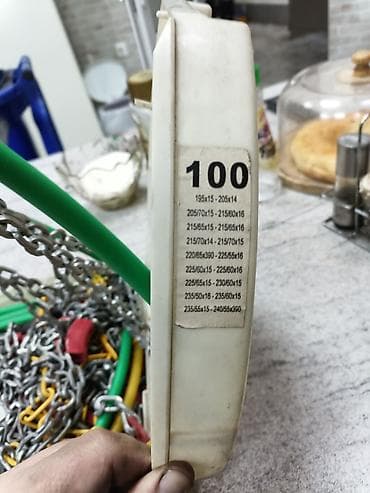 100
195x15 - 205x14
205/70x15 - 215/60x16
215/65x15 - 215/65x16
215/70x14 - 215/70x15
220/65x390 - 225/55x16
225/60x15 - 225/60x16
225/65x15 - 230/60x15
235/50x16 - 235/60x15
235/55x15 - 240/55x390